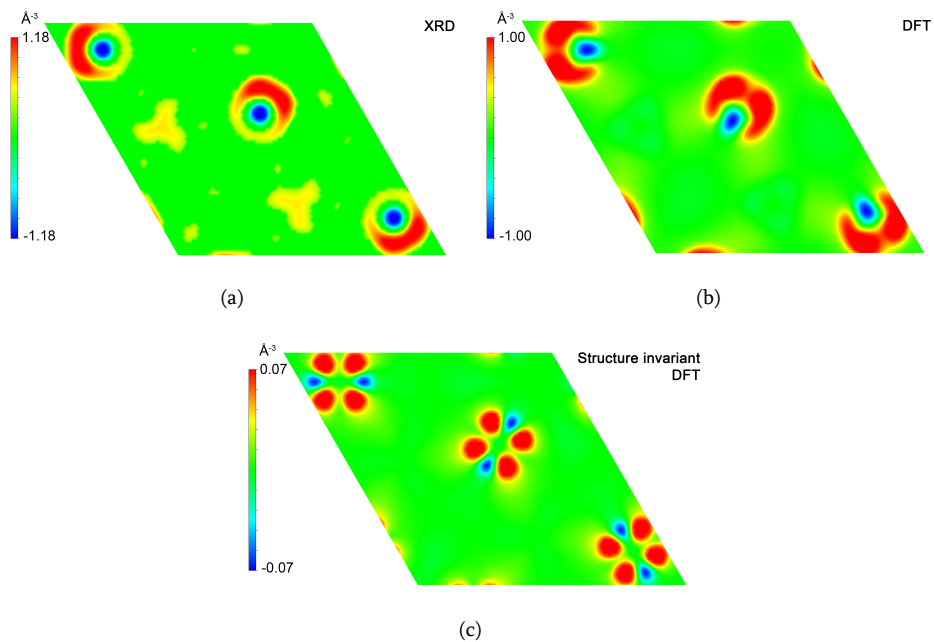 Å-3
1.18
-1.18
XRD
(a)
Å-3
1.00
-1.00
DFT
(b)
Å-3
0.07
-0.07
Structure invariant
DFT
(c)